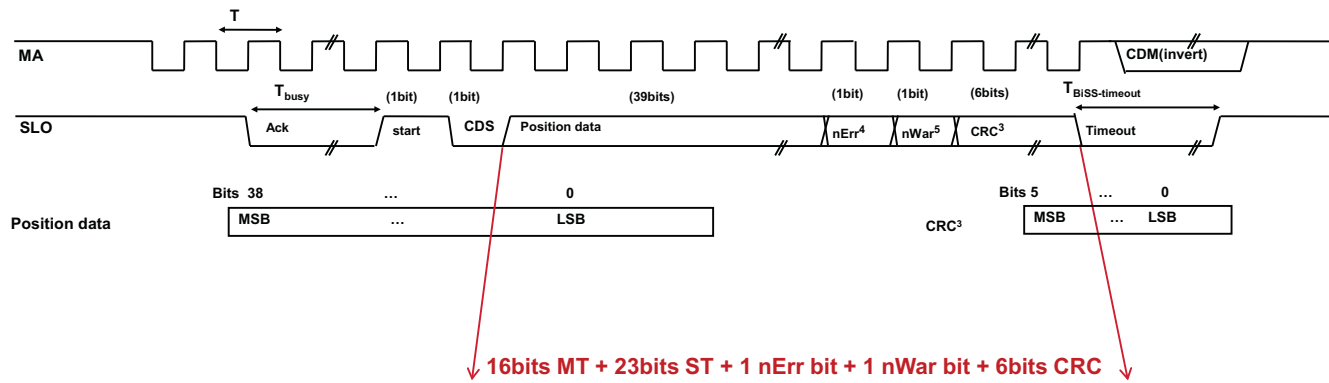 T
MA
CDM(invert)
T_busy (1bit) (1bit) (39bits) (1bit) (1bit) (6bits) T_BiSS-timeout
SLO Ack start CDS Position data nErr⁴ nWar⁵ CRC³ Timeout
Bits 38 ... 0 Bits 5 ... 0
Position data MSB ... LSB CRC³ MSB ... LSB
16bits MT + 23bits ST + 1 nErr bit + 1 nWar bit + 6bits CRC